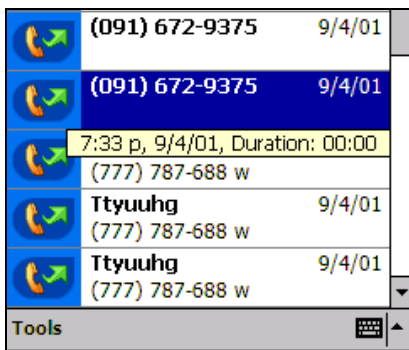 (091) 672-9375 9/4/01
(091) 672-9375 9/4/01
7:33 p, 9/4/01, Duration: 00:00
(777) 787-688 w
Ttyuuhg 9/4/01
(777) 787-688 w
Ttyuuhg 9/4/01
(777) 787-688 w
Tools